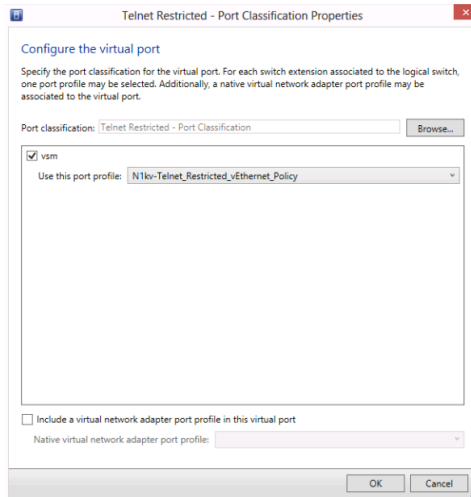 Telnet Restricted - Port Classification Properties
Configure the virtual port
Specify the port classification for the virtual port. For each switch extension associated to the logical switch,
one port profile may be selected. Additionally, a native virtual network adapter port profile may be
associated to the virtual port.
Port classification: Telnet Restricted - Port Classification Browse...
vsm
Use this port profile: N1kv-Telnet_Restricted_vEthernet_Policy
Include a virtual network adapter port profile in this virtual port
Native virtual network adapter port profile:
OK Cancel